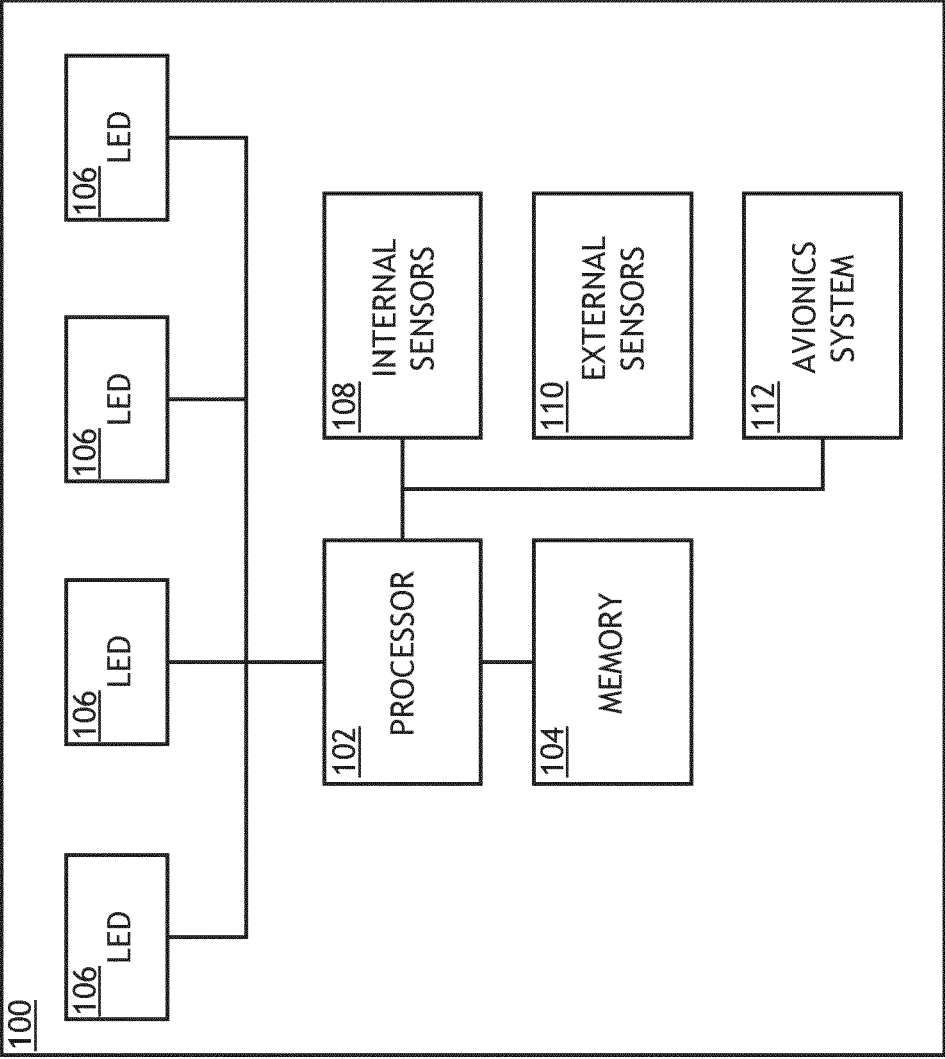 100
106
LED
106
LED
106
LED
106
LED
102
PROCESSOR
108
INTERNAL
SENSORS
104
MEMORY
110
EXTERNAL
SENSORS
112
AVIONICS
SYSTEM